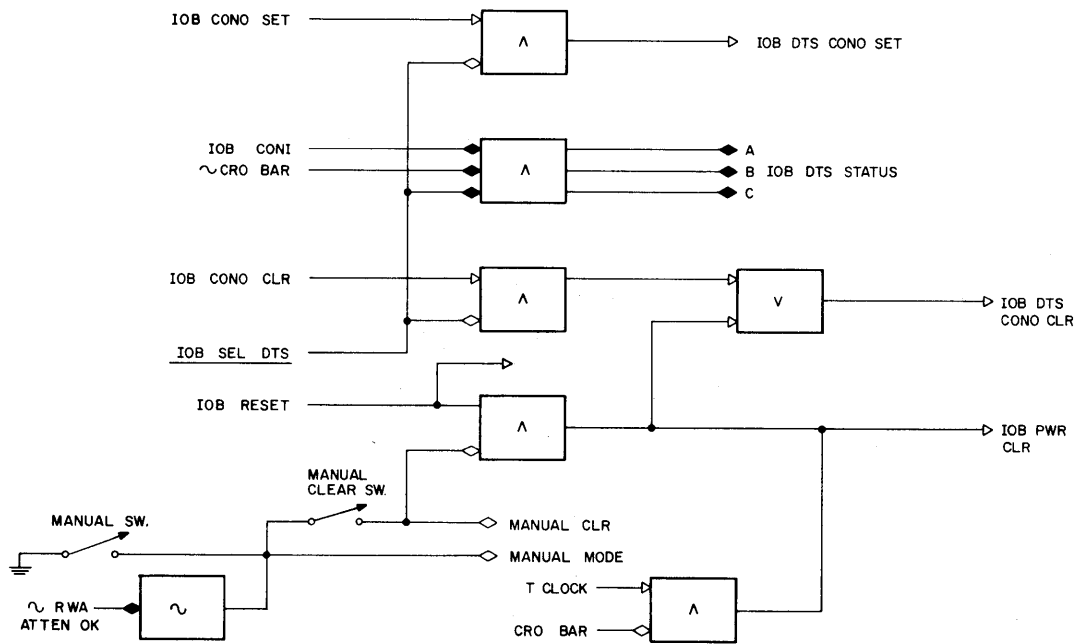 IOB CONO SET
∧
IOB DTS CONO SET
IOB CONI
∼CRO BAR
∧
A
B IOB DTS STATUS
C
IOB CONO CLR
∧
∨
IOB DTS
CONO CLR
IOB SEL DTS
IOB RESET
∧
IOB PWR
CLR
MANUAL
CLEAR SW.
MANUAL SW.
MANUAL CLR
MANUAL MODE
∼ RWA
ATTEN OK
∼
T CLOCK
CRO BAR
∧